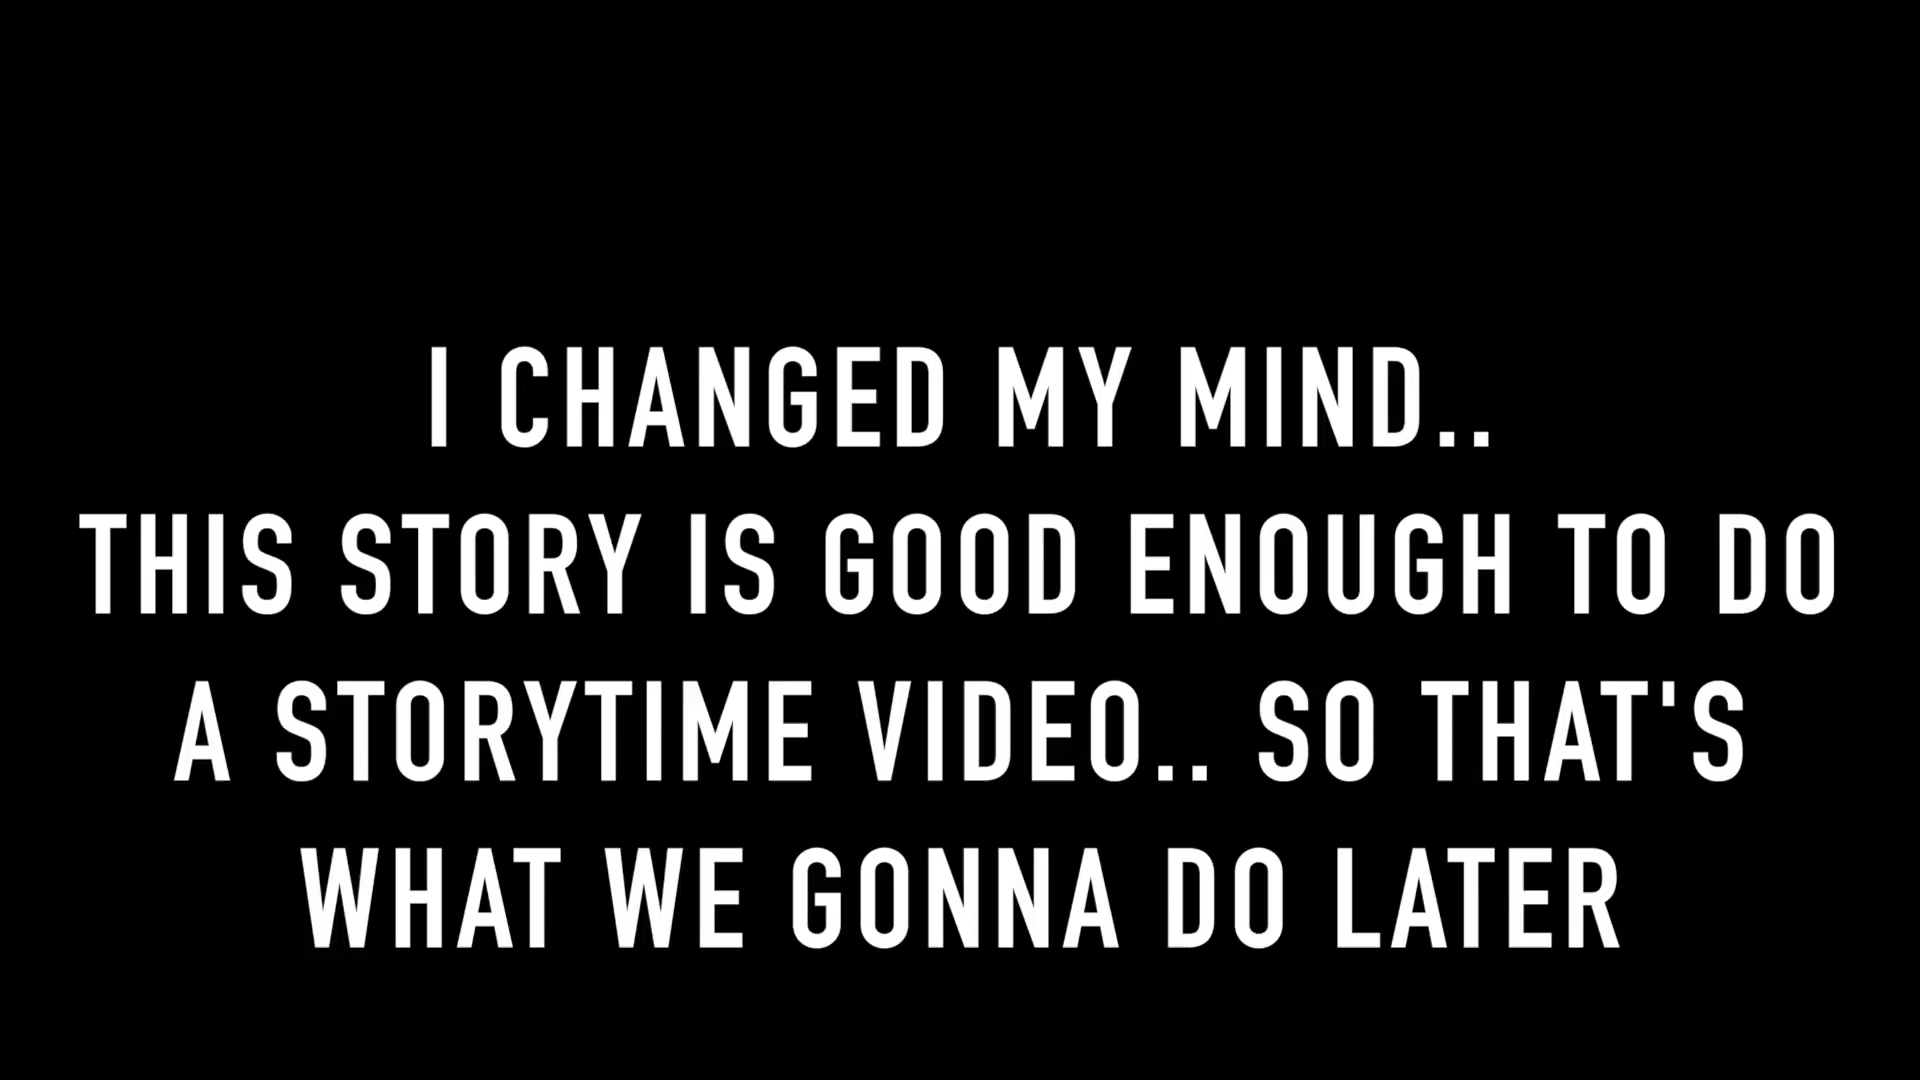 I CHANGED MY MIND..
THIS STORY IS GOOD ENOUGH TO DO
A STORYTIME VIDEO.. SO THAT'S
WHAT WE GONNA DO LATER